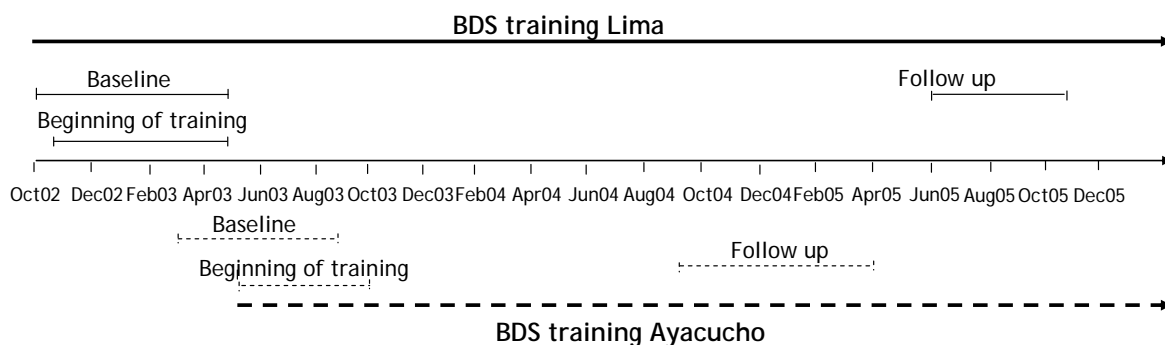 BDS training Lima
Baseline
Follow up
Beginning of training
Oct02 Dec02 Feb03 Apr03 Jun03 Aug03 Oct03 Dec03 Feb04 Apr04 Jun04 Aug04 Oct04 Dec04 Feb05 Apr05 Jun05 Aug05 Oct05 Dec05
Baseline
Follow up
Beginning of training
BDS training Ayacucho